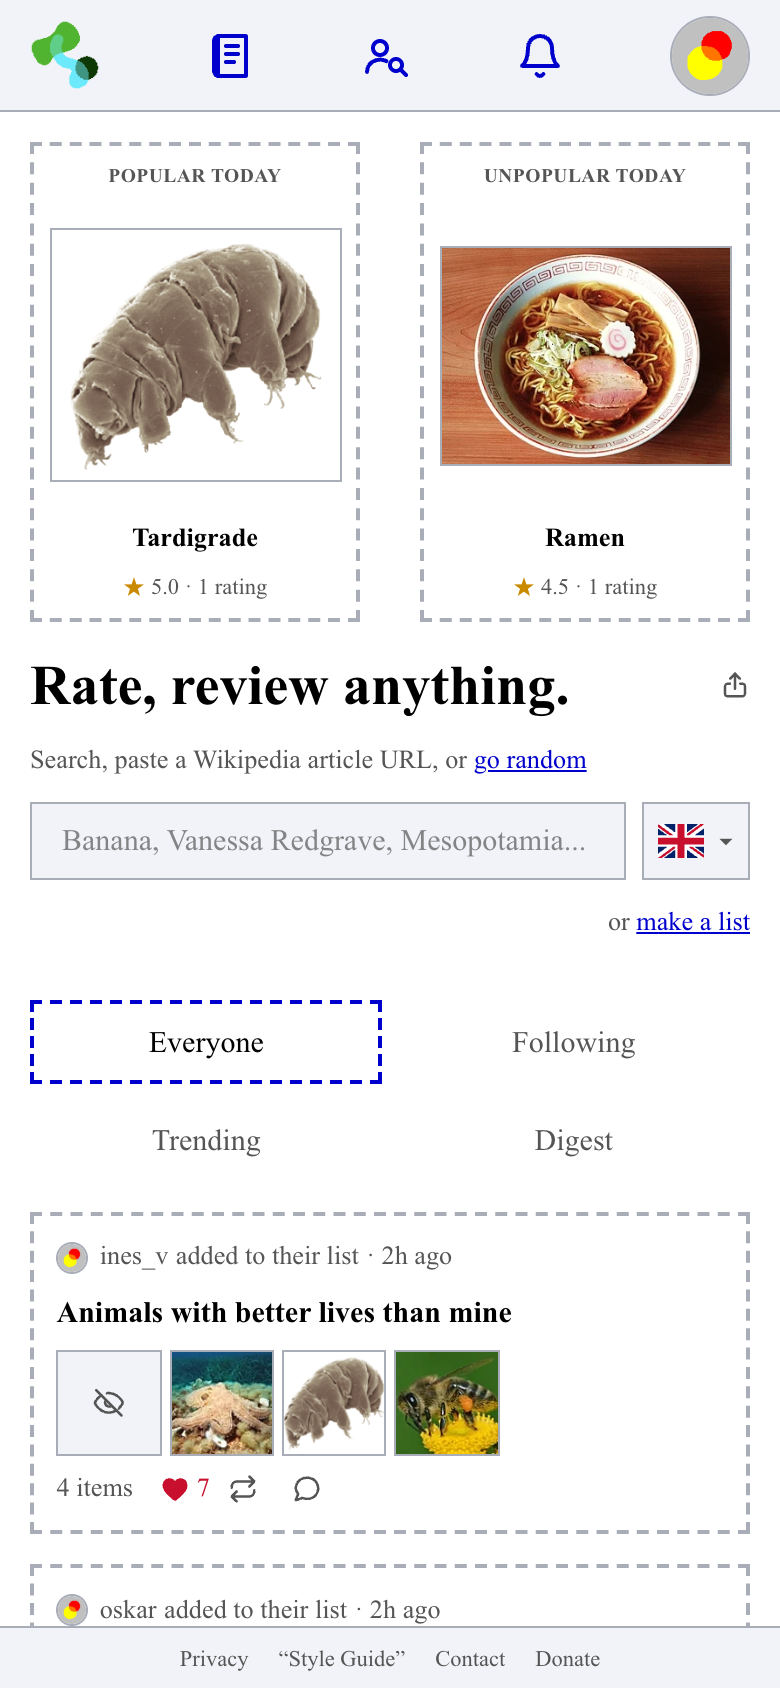 POPULAR TODAY
Tardigrade
★ 5.0 · 1 rating
UNPOPULAR TODAY
Ramen
★ 4.5 · 1 rating
Rate, review anything.
Search, paste a Wikipedia article URL, or go random
Banana, Vanessa Redgrave, Mesopotamia...
or make a list
Everyone
Following
Trending
Digest
ines_v added to their list · 2h ago
Animals with better lives than mine
4 items 7
oskar added to their list · 2h ago
Privacy “Style Guide” Contact Donate